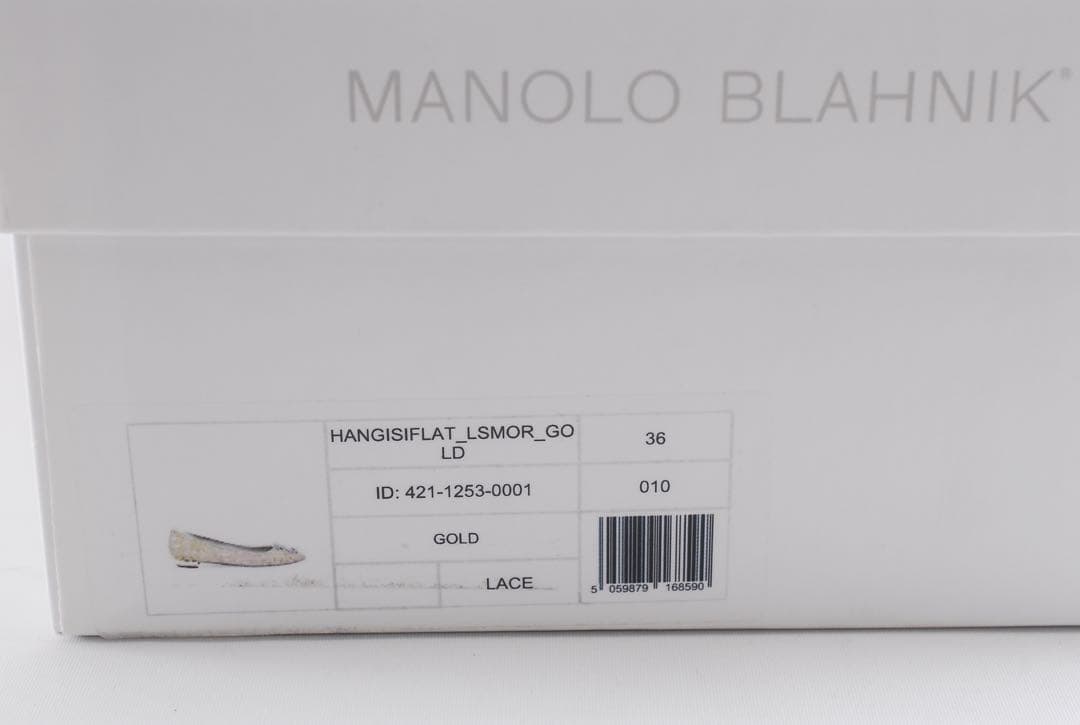 MANOLO BLAHNIK®
HANGISIFLAT_LSMOR_GO
LD
36
ID: 421-1253-0001
010
GOLD
LACE
5 059879 168590